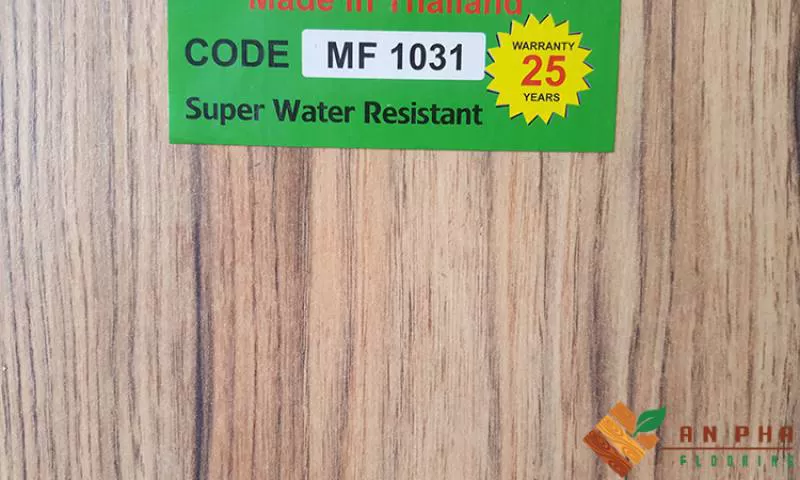 Made in Thailand
CODE MF 1031
WARRANTY
25
YEARS
Super Water Resistant
AN PHA
FLOORING